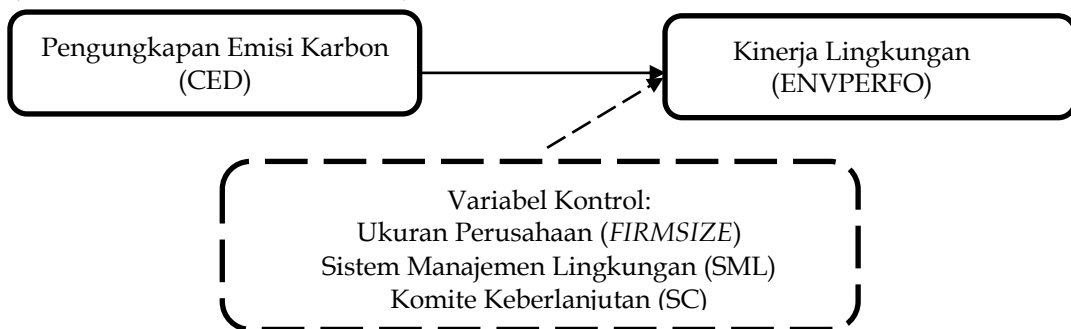 Pengungkapan Emisi Karbon
(CED)
Kinerja Lingkungan
(ENVPERFO)
Variabel Kontrol:
Ukuran Perusahaan (FIRMSIZE)
Sistem Manajemen Lingkungan (SML)
Komite Keberlanjutan (SC)